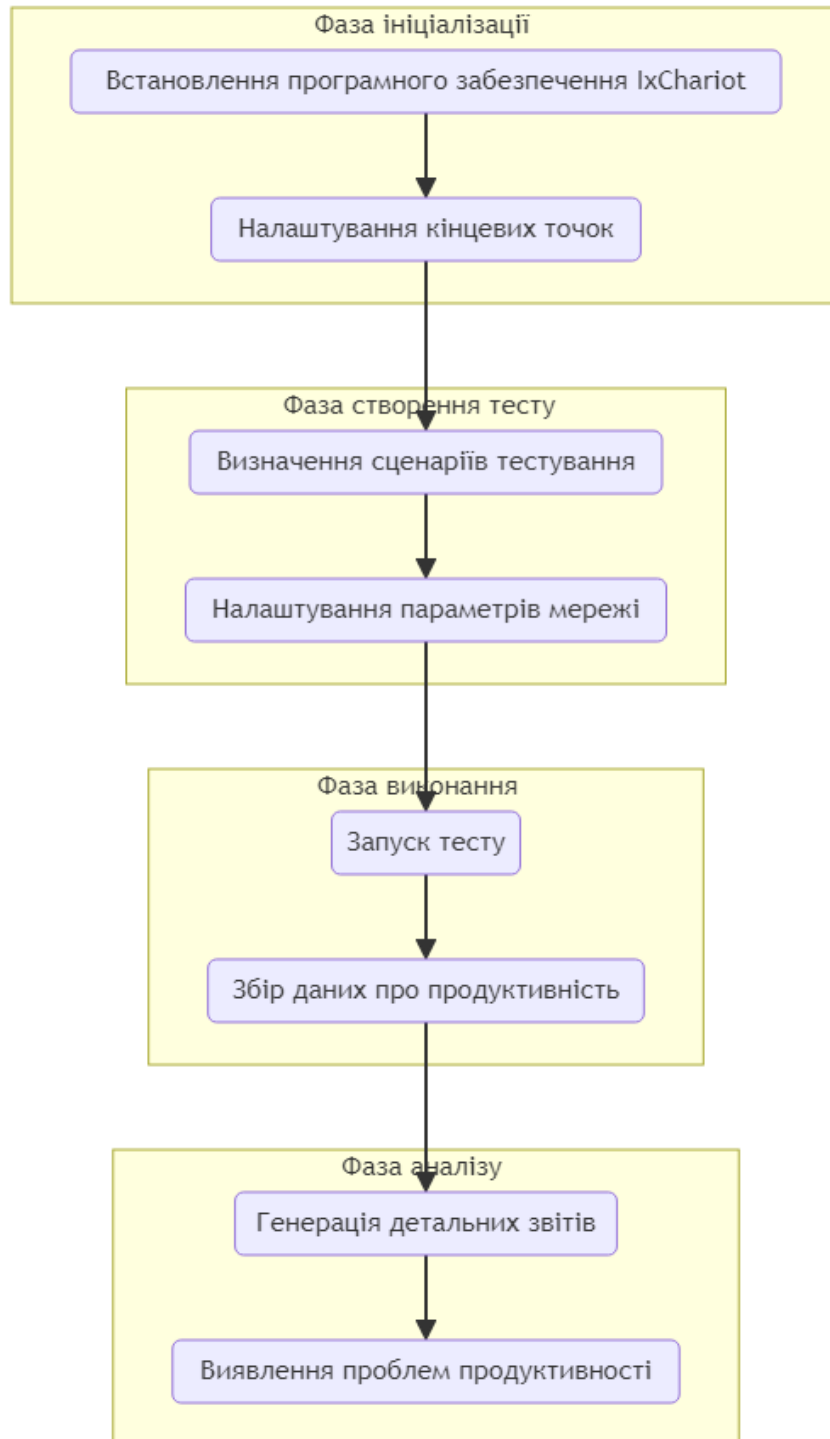 Фаза ініціалізації
Встановлення програмного забезпечення IxChariot
Налаштування кінцевих точок
Фаза створення тесту
Визначення сценаріїв тестування
Налаштування параметрів мережі
Фаза виконання
Запуск тесту
Збір даних про продуктивність
Фаза аналізу
Генерація детальних звітів
Виявлення проблем продуктивності